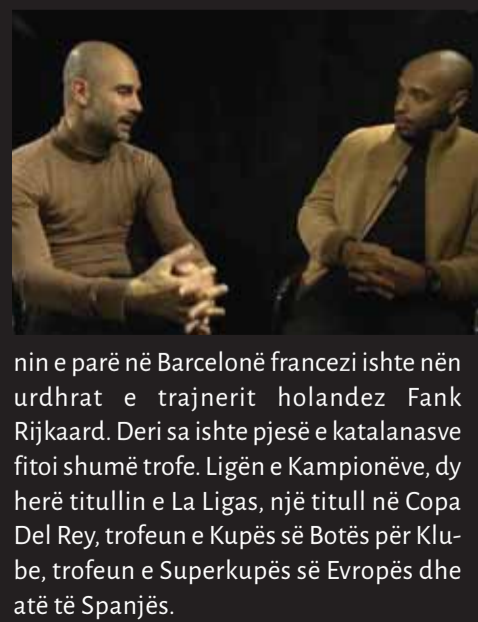 nin e parë në Barcelonë francezi ishte nën
urdhrat e trajnerit holandez Fank
Rijkaard. Deri sa ishte pjesë e katalanasve
fitoi shumë trofe. Ligën e Kampionëve, dy
herë titullin e La Ligas, një titull në Copa
Del Rey, trofeun e Kupës së Botës për Klu-
be, trofeun e Superkupës së Evropës dhe
atë të Spanjës.